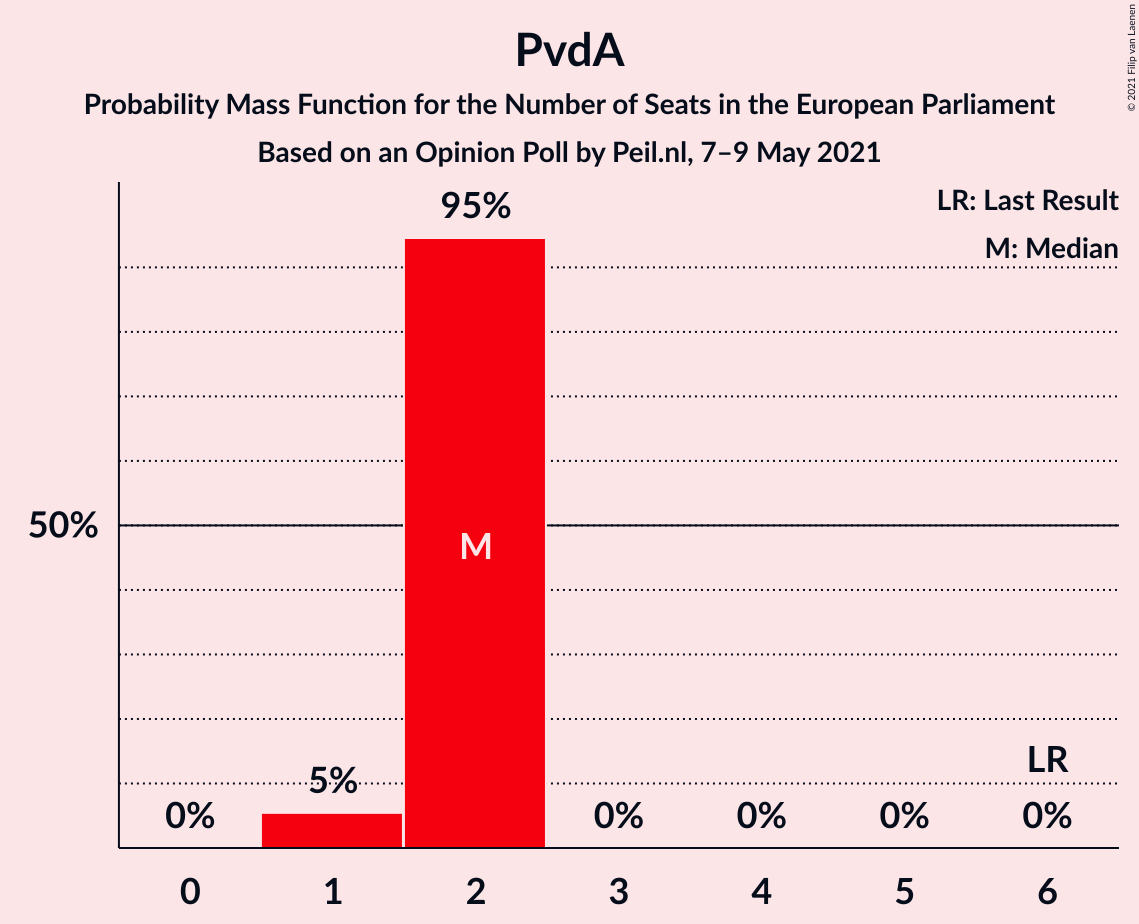 PvdA
Probability Mass Function for the Number of Seats in the European Parliament
Based on an Opinion Poll by Peil.nl, 7–9 May 2021
© 2021 Filip van Laenen
LR: Last Result
M: Median
95%
50%
M
5%
LR
0%
0%
0%
0%
0%
0
1
2
3
4
5
6